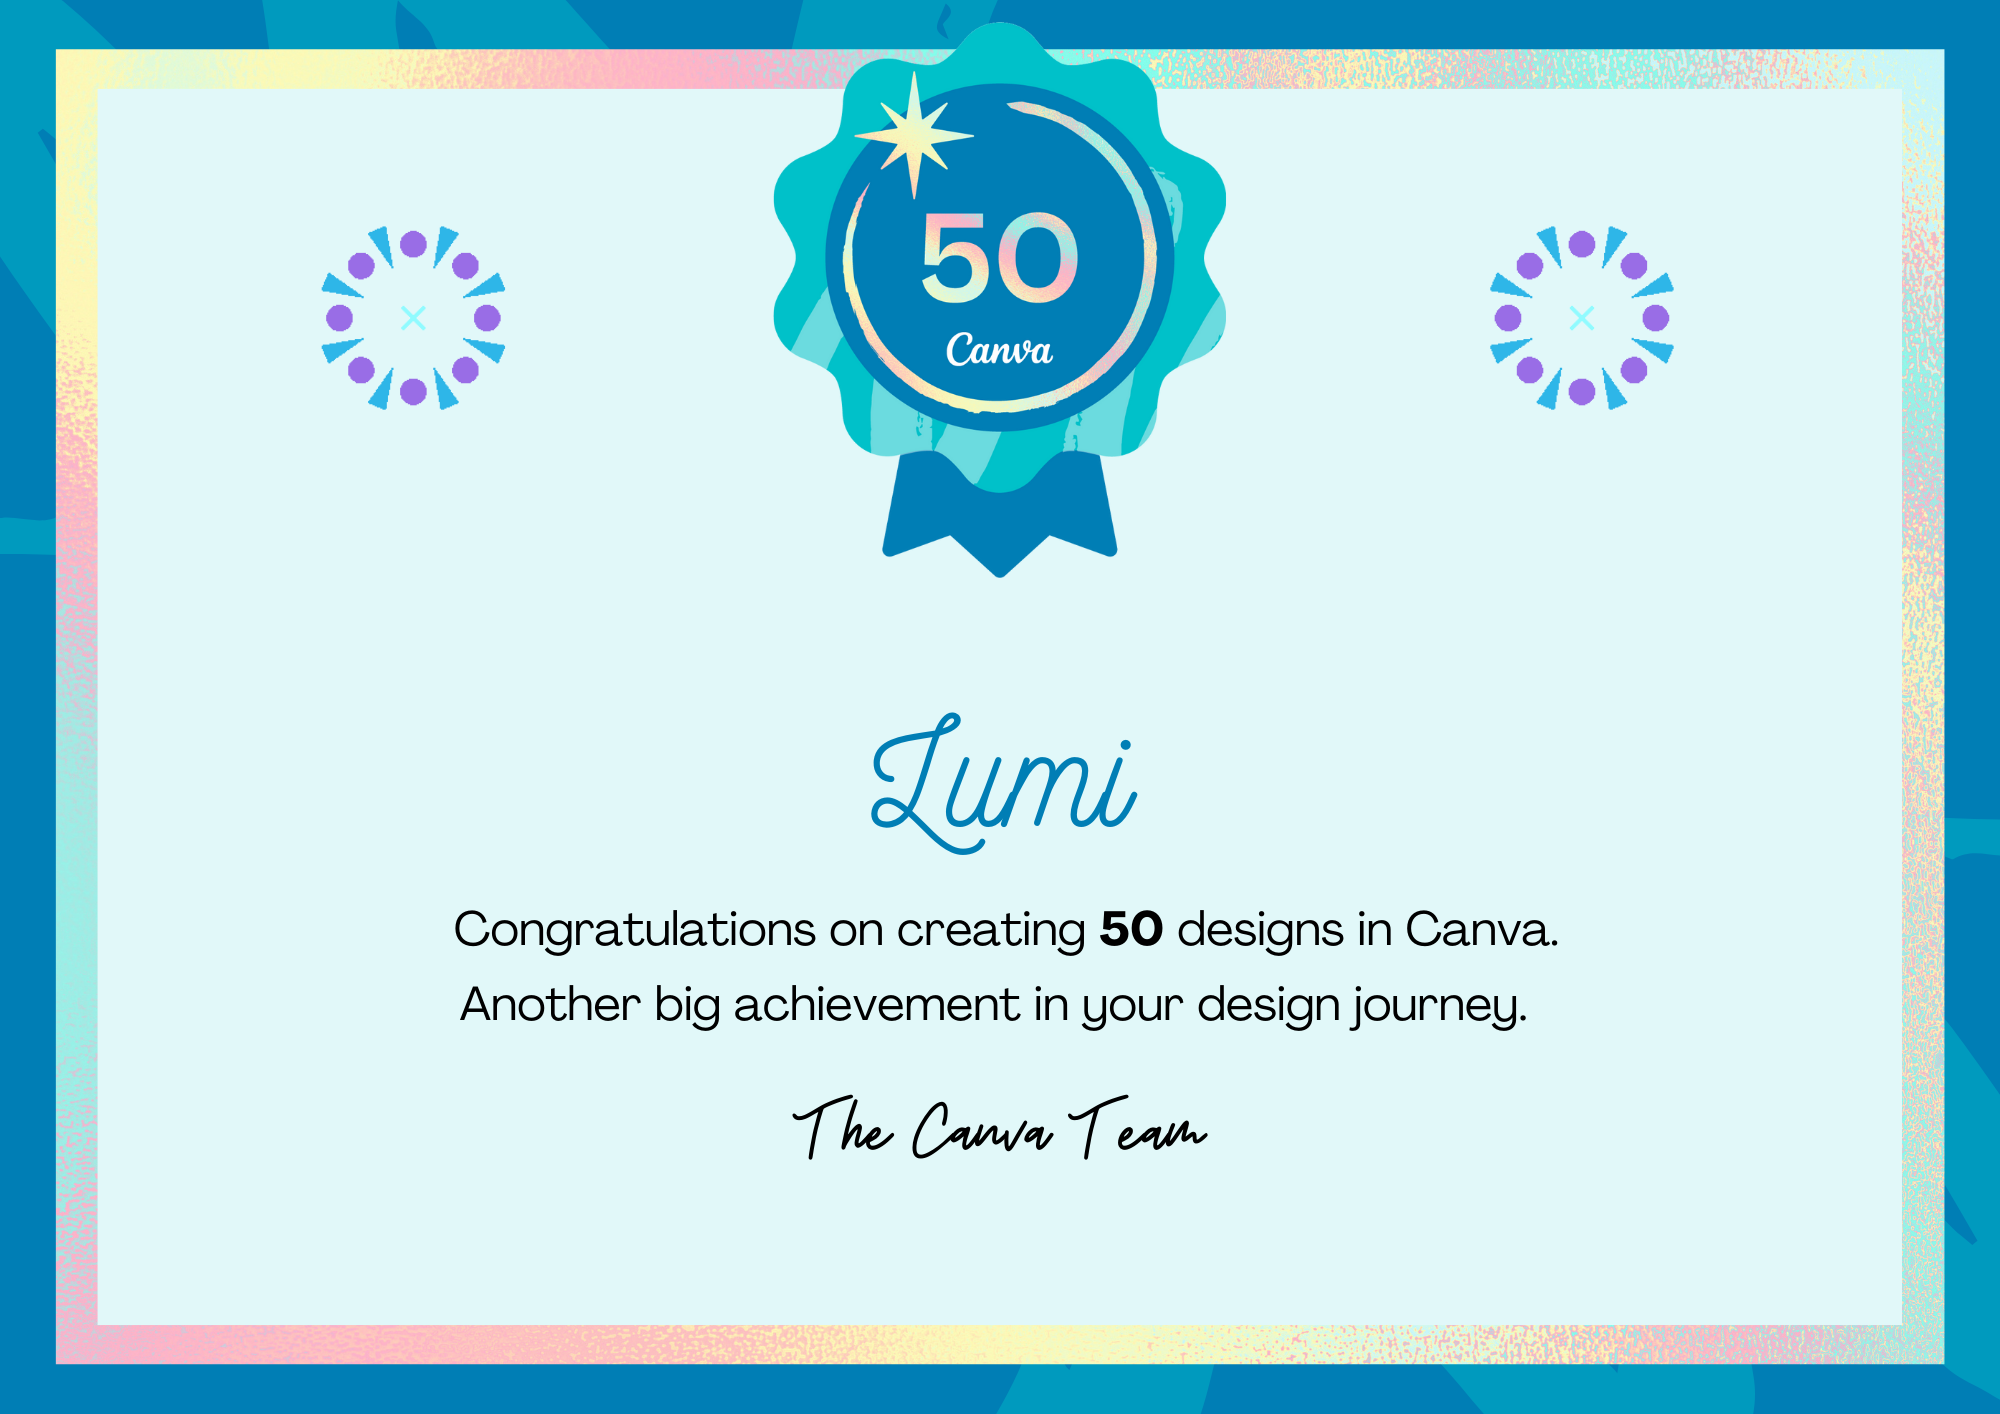 50
Canva
Lumi
Congratulations on creating 50 designs in Canva.
Another big achievement in your design journey.
The Canva Team